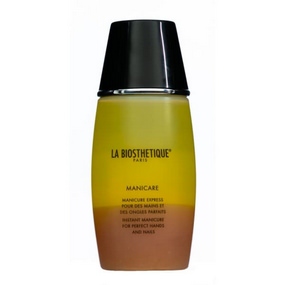 LA BIOSTHETIQUE®
PARIS
MANICARE
MANICURE EXPRESS
POUR DES MAINS ET
DES ONGLES PARFAITS
INSTANT MANICURE
FOR PERFECT HANDS
AND NAILS